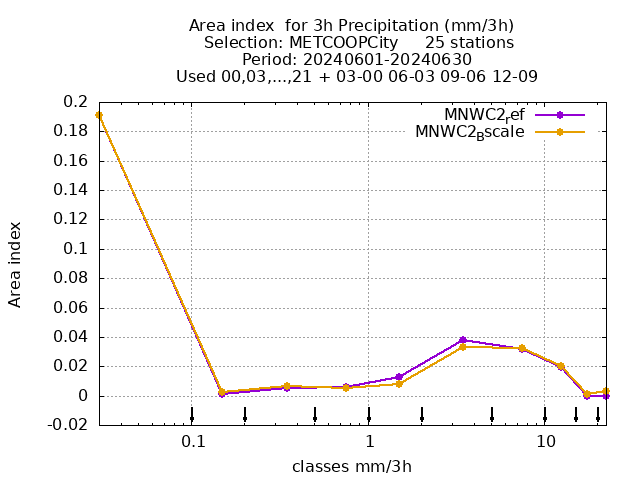 Area index  for 3h Precipitation (mm/3h)
Selection: METCOOPCity     25 stations
Period: 20240601-20240630
Used 00,03,...,21 + 03-00 06-03 09-06 12-09
MNWC2ref
MNWC2Bscale
0.2
0.18
0.16
0.14
0.12
0.1
0.08
0.06
0.04
0.02
0
-0.02
Area index
0.1 1 10
classes mm/3h